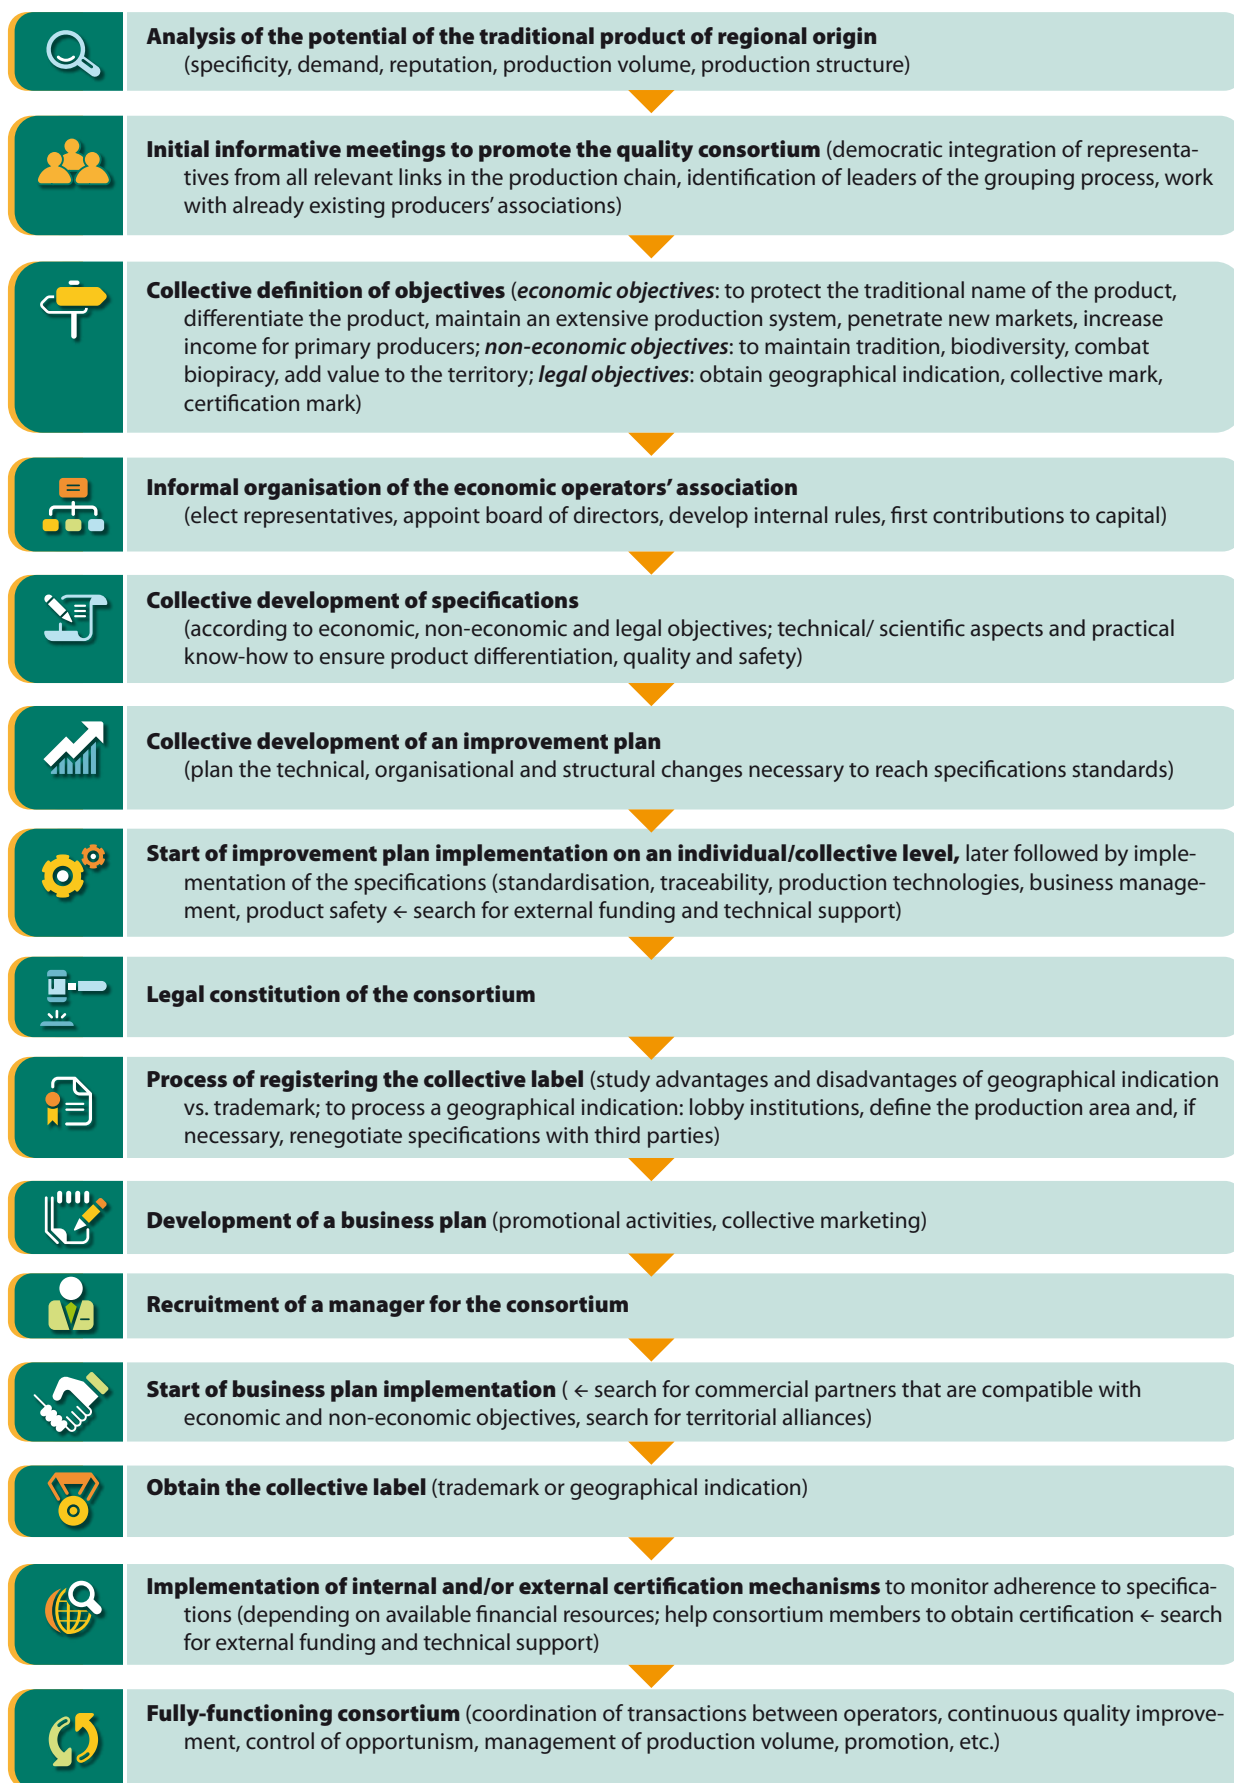 Analysis of the potential of the traditional product of regional origin
(specificity, demand, reputation, production volume, production structure)
Initial informative meetings to promote the quality consortium (democratic integration of representa-
tives from all relevant links in the production chain, identification of leaders of the grouping process, work
with already existing producers' associations)
Collective definition of objectives (economic objectives: to protect the traditional name of the product,
differentiate the product, maintain an extensive production system, penetrate new markets, increase
income for primary producers; non-economic objectives: to maintain tradition, biodiversity, combat
biopiracy, add value to the territory; legal objectives: obtain geographical indication, collective mark,
certification mark)
Informal organisation of the economic operators' association
(elect representatives, appoint board of directors, develop internal rules, first contributions to capital)
Collective development of specifications
(according to economic, non-economic and legal objectives; technical/ scientific aspects and practical
know-how to ensure product differentiation, quality and safety)
Collective development of an improvement plan
(plan the technical, organisational and structural changes necessary to reach specifications standards)
Start of improvement plan implementation on an individual/collective level, later followed by imple-
mentation of the specifications (standardisation, traceability, production technologies, business manage-
ment, product safety ← search for external funding and technical support)
Legal constitution of the consortium
Process of registering the collective label (study advantages and disadvantages of geographical indication
vs. trademark; to process a geographical indication: lobby institutions, define the production area and, if
necessary, renegotiate specifications with third parties)
Development of a business plan (promotional activities, collective marketing)
Recruitment of a manager for the consortium
Start of business plan implementation ( ← search for commercial partners that are compatible with
economic and non-economic objectives, search for territorial alliances)
Obtain the collective label (trademark or geographical indication)
Implementation of internal and/or external certification mechanisms to monitor adherence to specifica-
tions (depending on available financial resources; help consortium members to obtain certification ← search
for external funding and technical support)
Fully-functioning consortium (coordination of transactions between operators, continuous quality improve-
ment, control of opportunism, management of production volume, promotion, etc.)